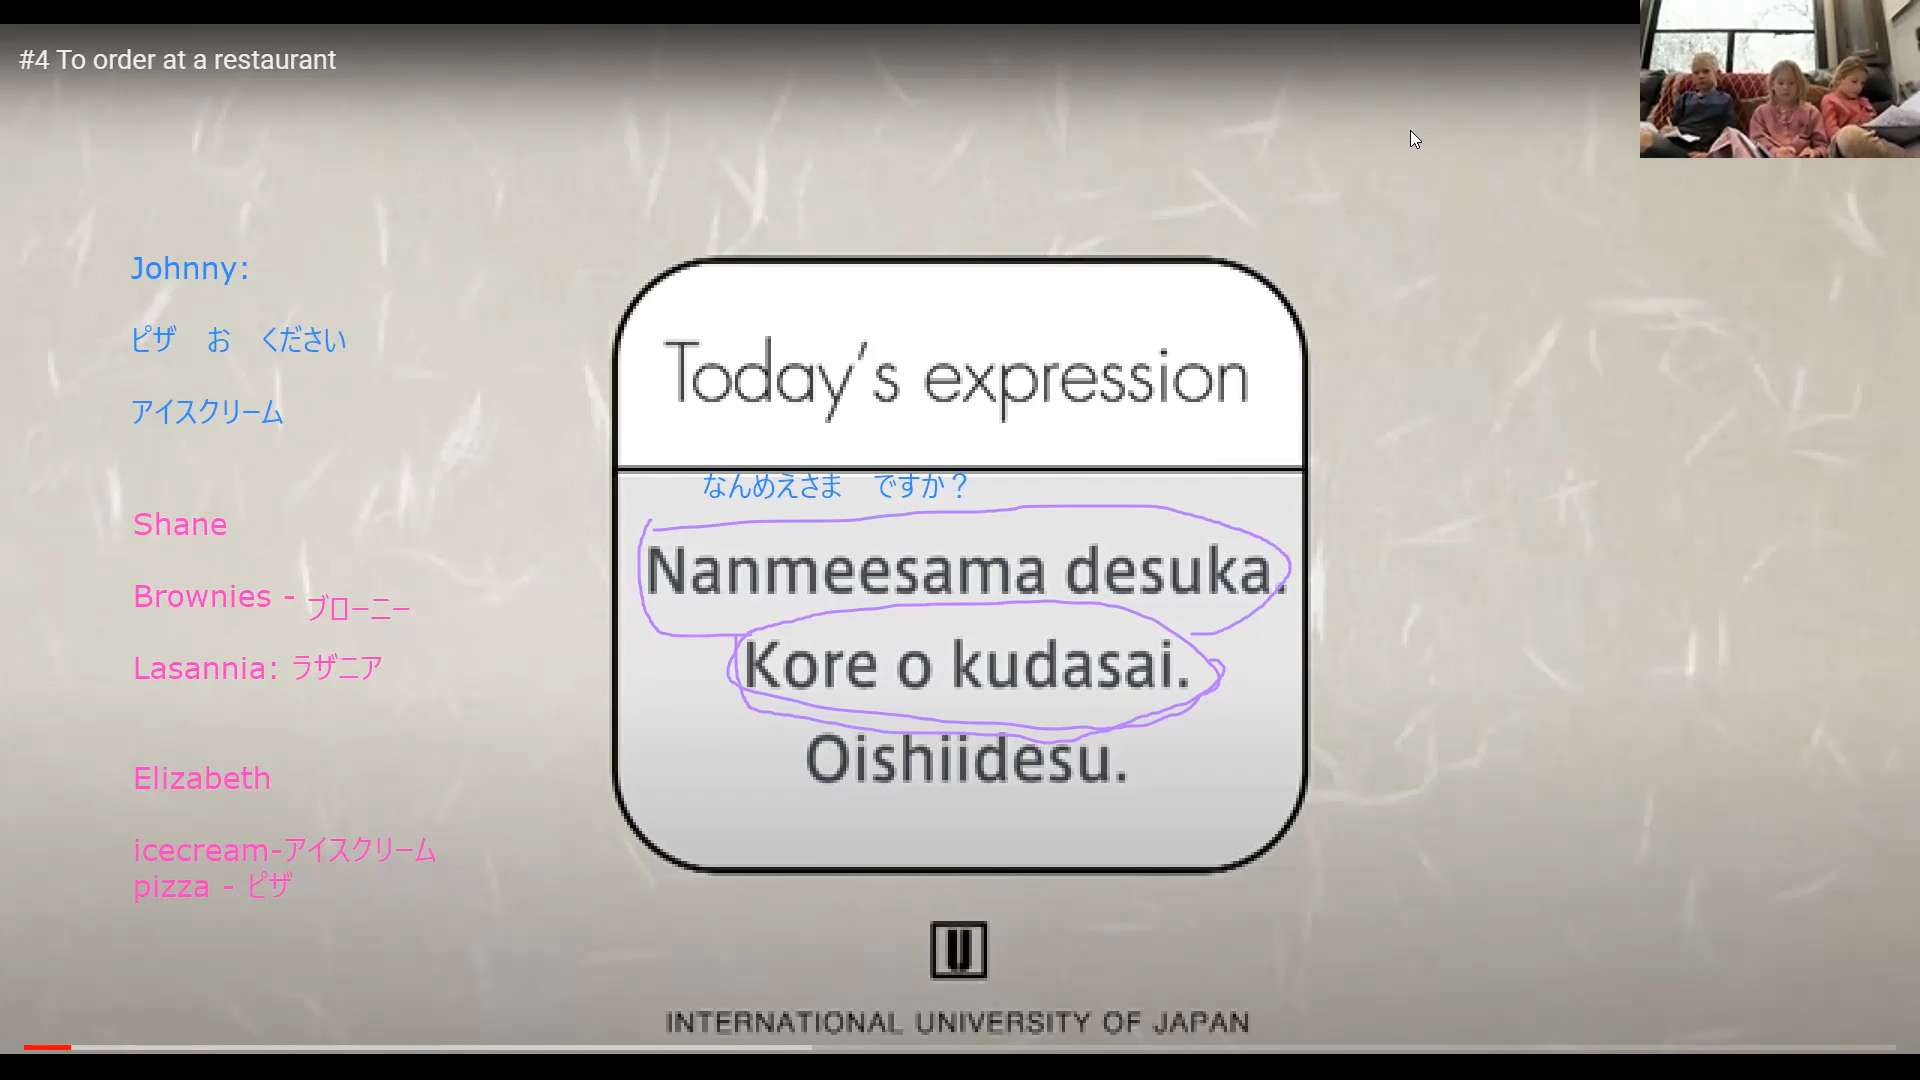 #4 To order at a restaurant
Johnny:
ピザ　お　ください
アイスクリーム
Shane
Brownies - ブローニー
Lasannia: ラザニア
Elizabeth
icecream-アイスクリーム
pizza - ピザ
Today's expression
なんめえさま　ですか？
Nanmeesama desuka.
Kore o kudasai.
Oishiidesu.
INTERNATIONAL UNIVERSITY OF JAPAN